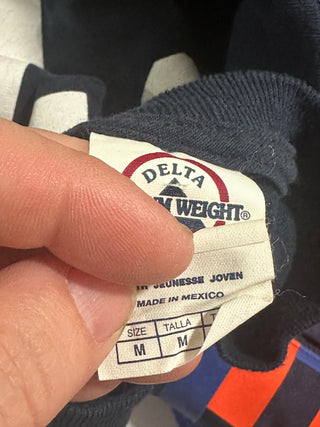 DELTA
WEIGHT®
JEUNESSE JOVEN
MADE IN MEXICO
SIZE TALLA
M M